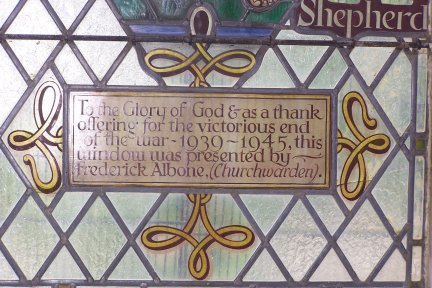 Shepherd
To the Glory of God & as a thank
offering for the victorious end
of the war ~ 1939 ~ 1945, this
window was presented by ~
Frederick Albone, (Churchwarden).